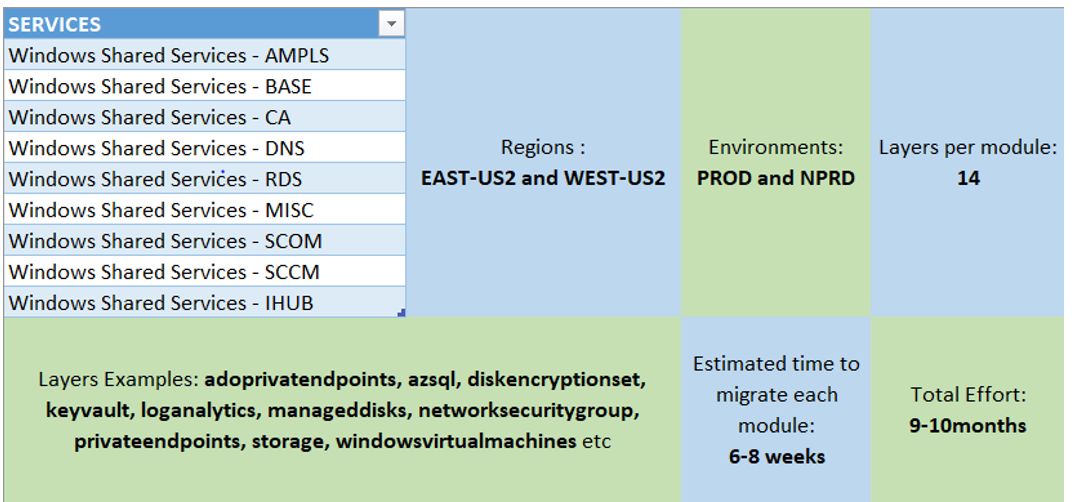 SERVICES
Windows Shared Services - AMPLS
Windows Shared Services - BASE
Windows Shared Services - CA
Windows Shared Services - DNS
Windows Shared Services - RDS
Windows Shared Services - MISC
Windows Shared Services - SCOM
Windows Shared Services - SCCM
Windows Shared Services - IHUB
Regions :
EAST-US2 and WEST-US2
Environments:
PROD and NPRD
Layers per module:
14
Layers Examples: adoprivatendpoints, azsql, diskencryptionset,
keyvault, loganalytics, manageddisks, networksecuritygroup,
privateendpoints, storage, windowsvirtualmachines etc
Estimated time to
migrate each
module:
6-8 weeks
Total Effort:
9-10months